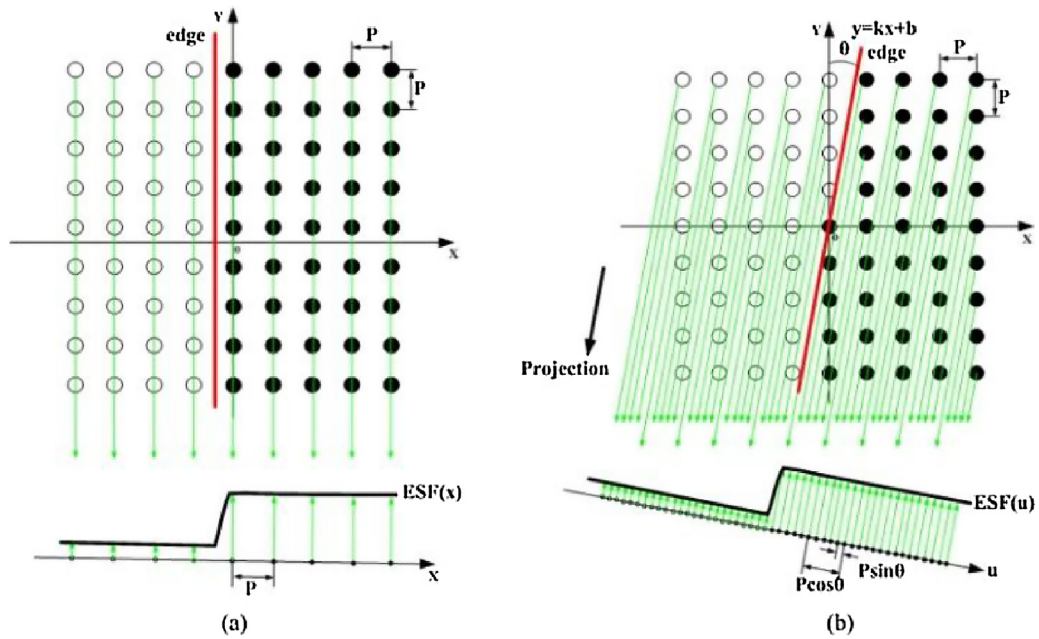 y
edge
P
P
x
o
ESF(x)
P
x
(a)
y
y=kx+b
θ
edge
P
P
x
o
Projection
ESF(u)
Pcosθ
Psinθ
u
(b)